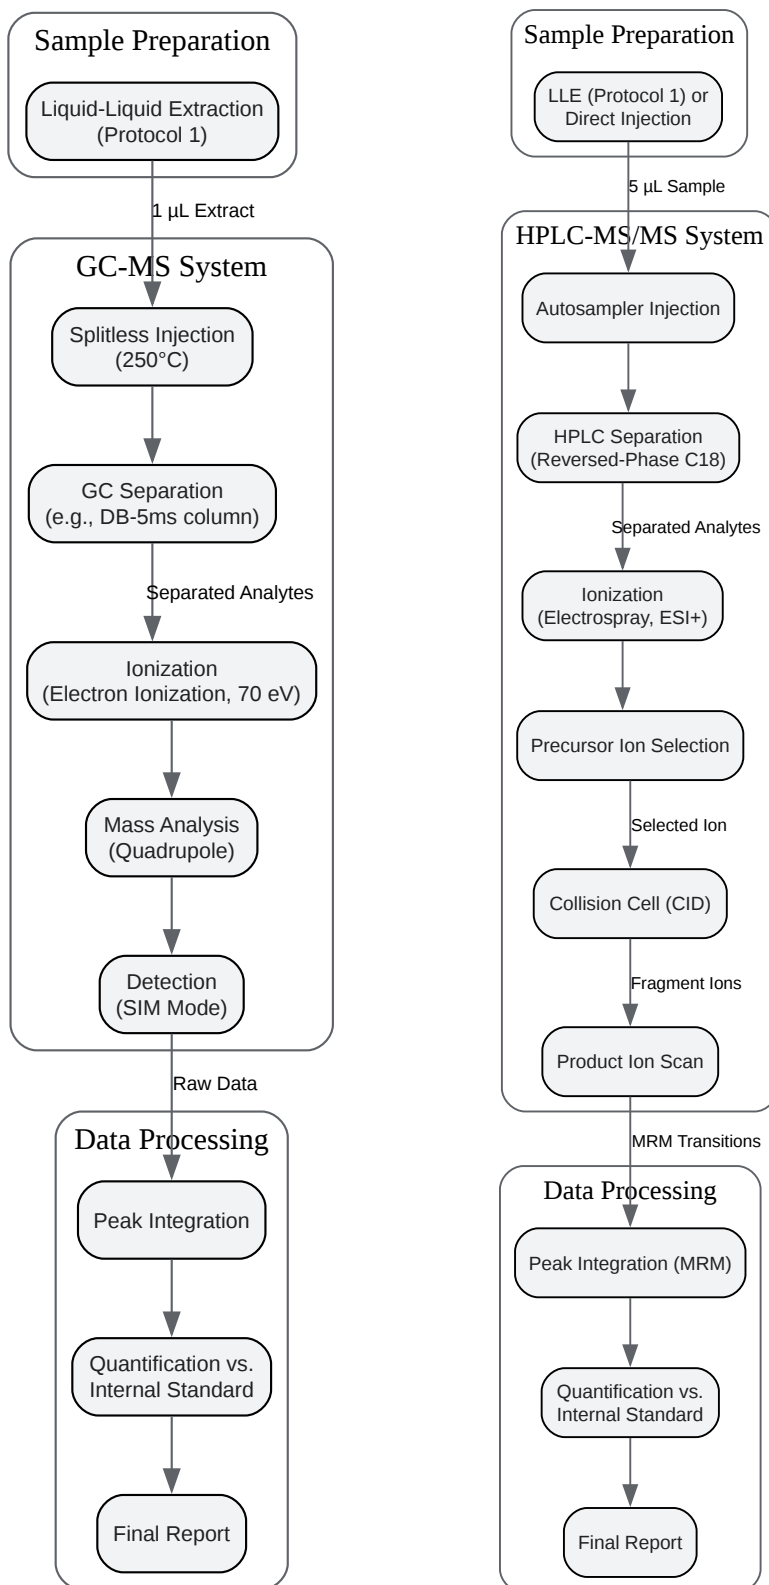 Sample Preparation
Liquid-Liquid Extraction
(Protocol 1)
1 µL Extract
GC-MS System
Splitless Injection
(250°C)
GC Separation
(e.g., DB-5ms column)
Separated Analytes
Ionization
(Electron Ionization, 70 eV)
Mass Analysis
(Quadrupole)
Detection
(SIM Mode)
Raw Data
Data Processing
Peak Integration
Quantification vs.
Internal Standard
Final Report
Sample Preparation
LLE (Protocol 1) or
Direct Injection
5 µL Sample
HPLC-MS/MS System
Autosampler Injection
HPLC Separation
(Reversed-Phase C18)
Separated Analytes
Ionization
(Electrospray, ESI+)
Precursor Ion Selection
Selected Ion
Collision Cell (CID)
Fragment Ions
Product Ion Scan
MRM Transitions
Data Processing
Peak Integration (MRM)
Quantification vs.
Internal Standard
Final Report